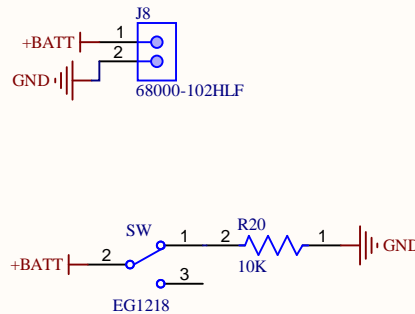 J8
+BATT 1
GND 2
68000-102HLF
SW 1 2 R20 1
+BATT 2 10K GND
3
EG1218